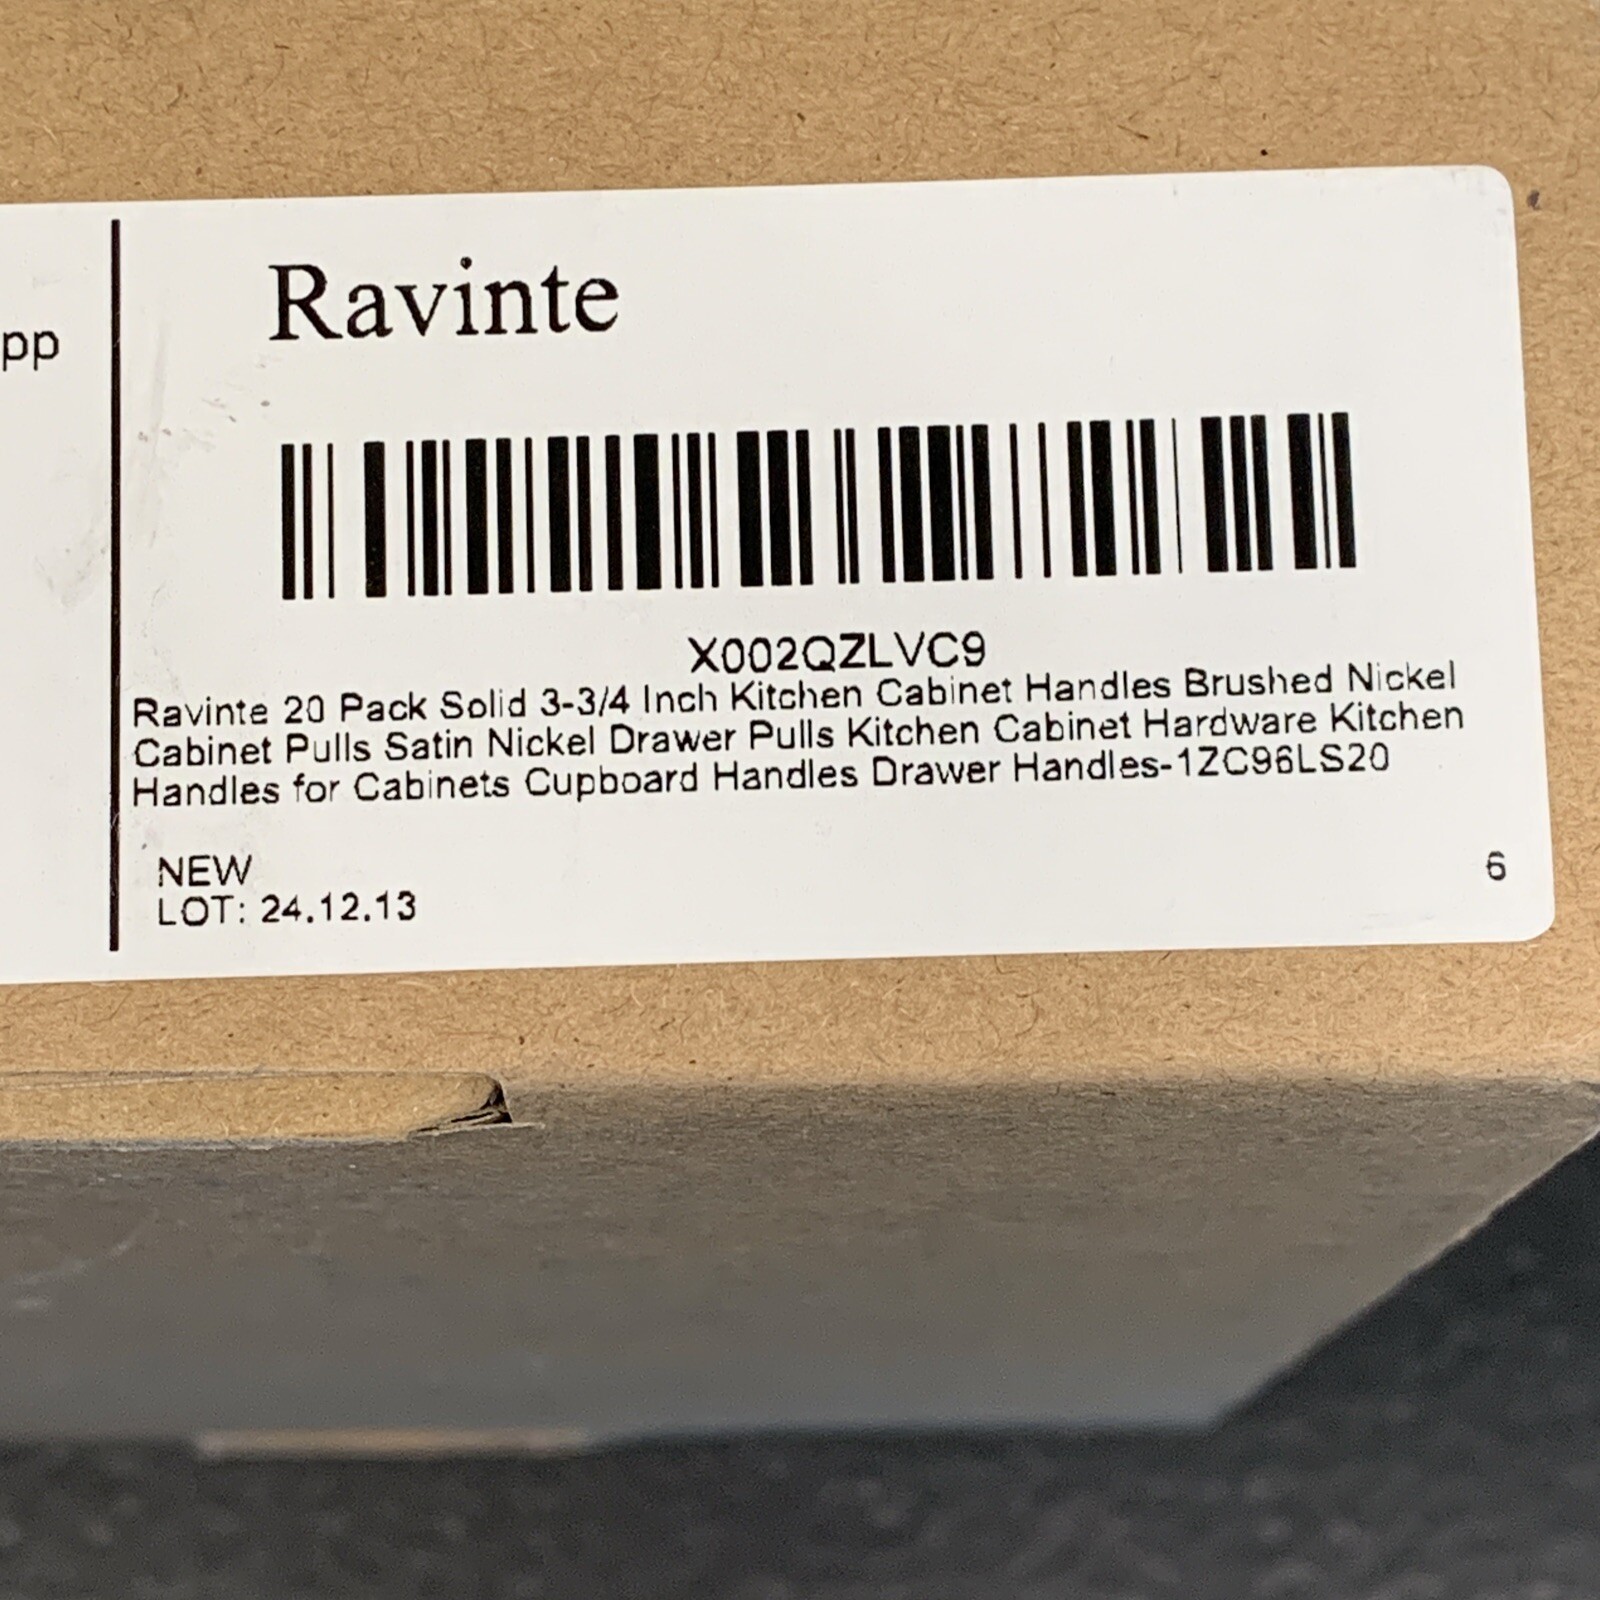 Ravinte
pp
X002QZLVC9
Ravinte 20 Pack Solid 3-3/4 Inch Kitchen Cabinet Handles Brushed Nickel
Cabinet Pulls Satin Nickel Drawer Pulls Kitchen Cabinet Hardware Kitchen
Handles for Cabinets Cupboard Handles Drawer Handles-1ZC96LS20
NEW
6
LOT: 24.12.13